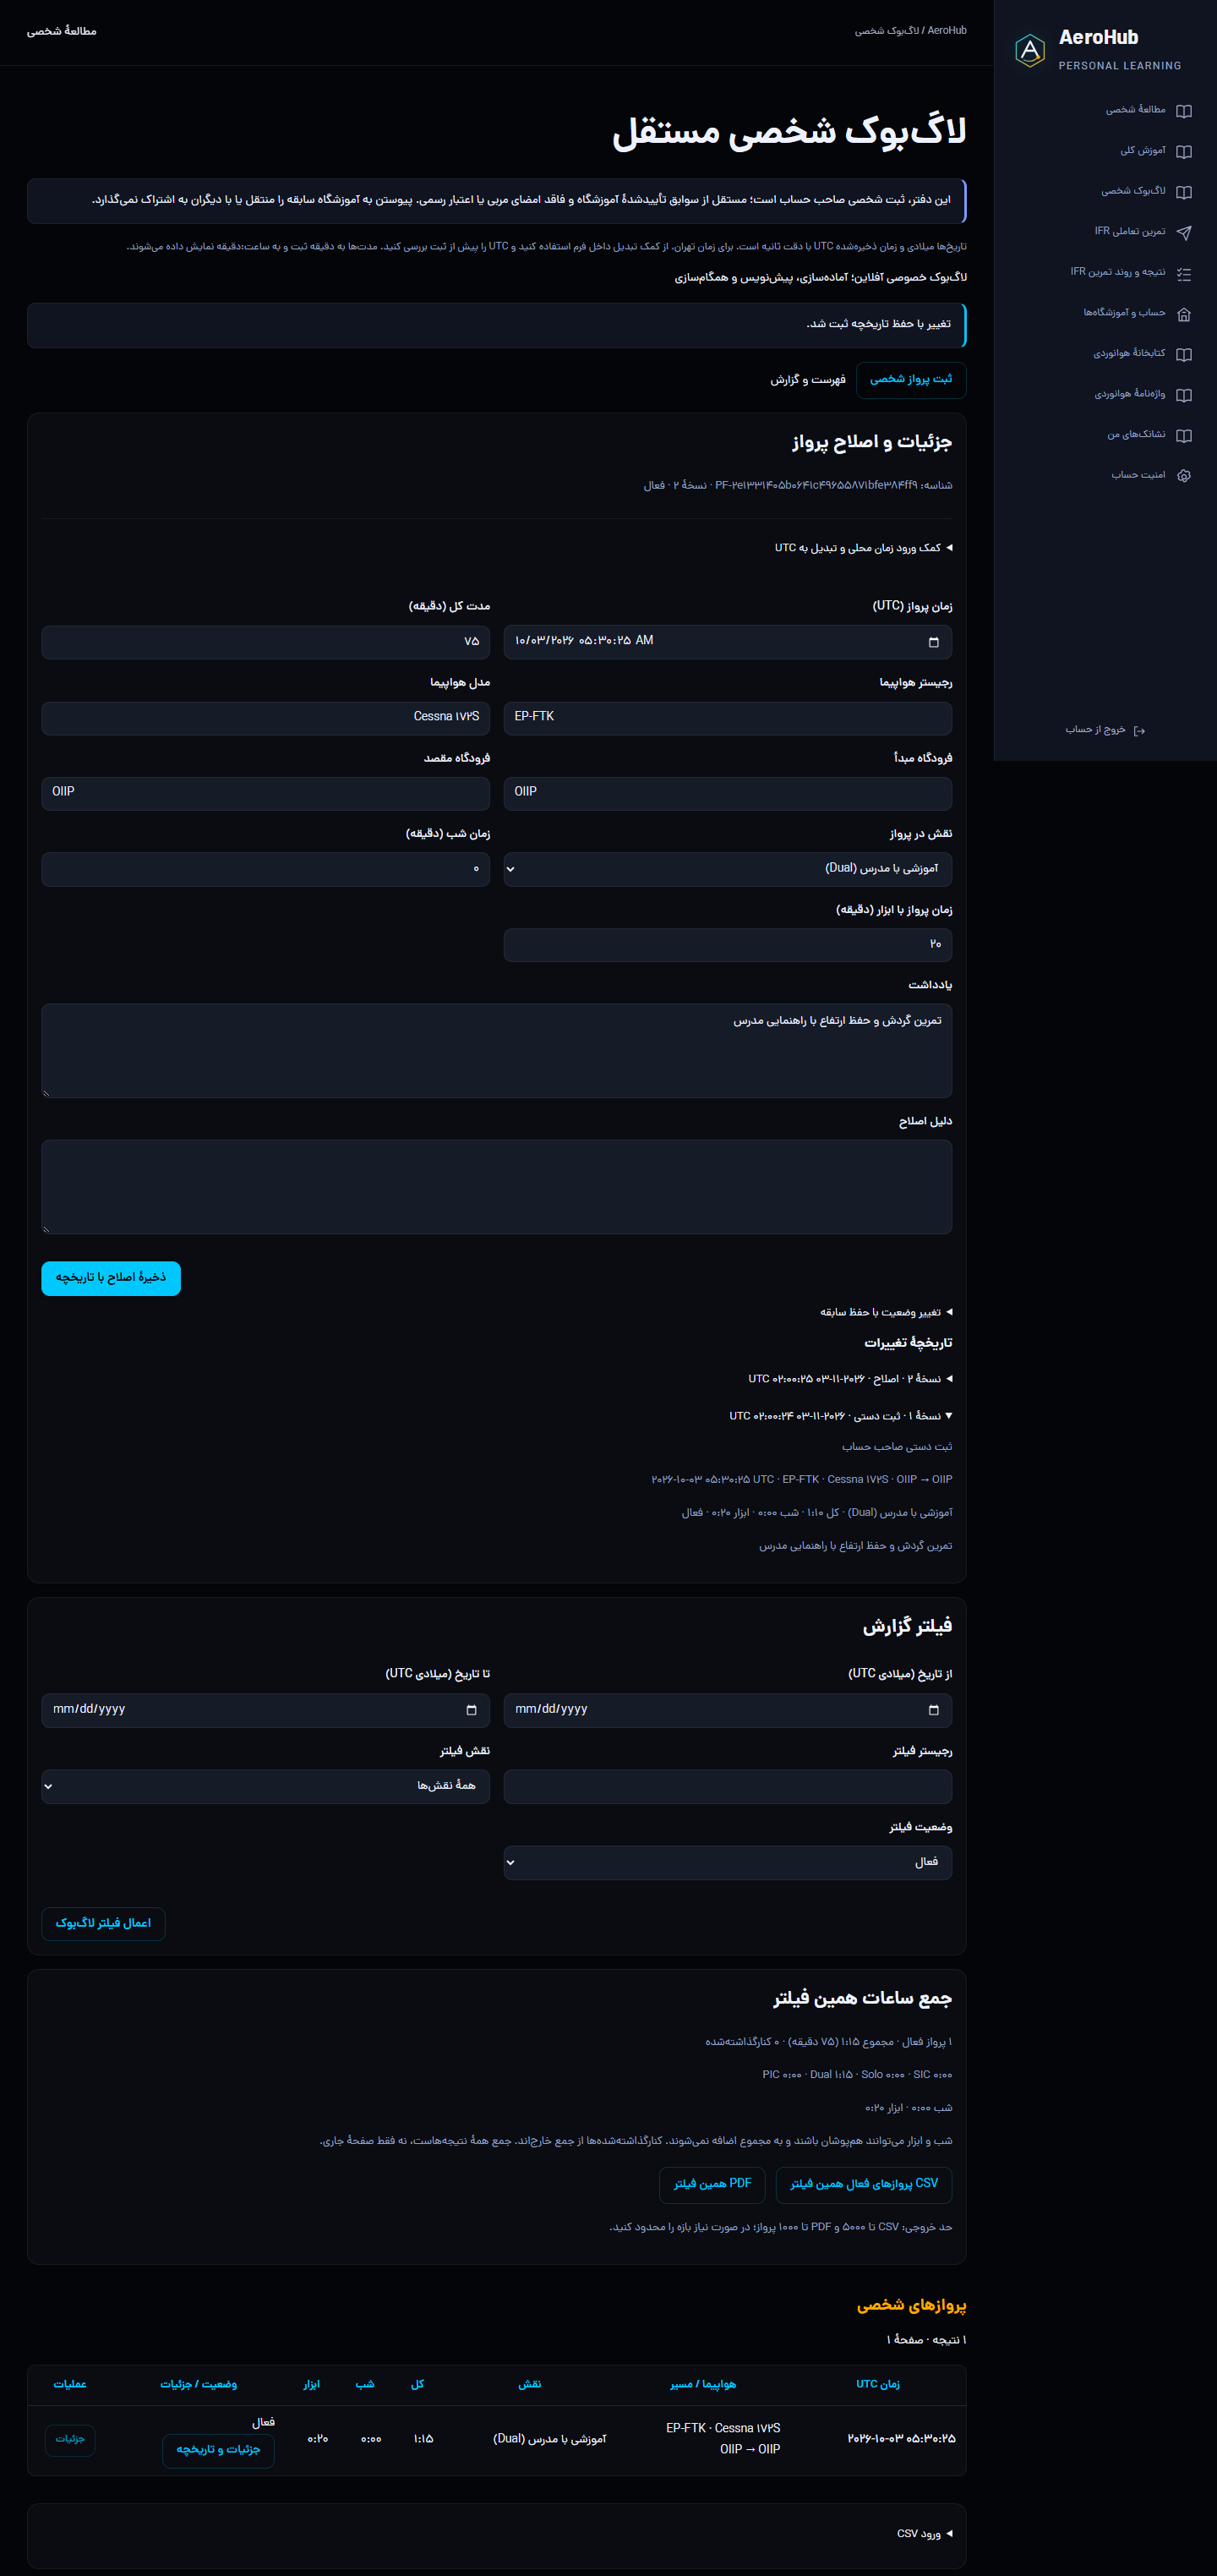 AeroHub
PERSONAL LEARNING
مطالعهٔ شخصی
آموزش کلی
لاگ‌بوک شخصی
تمرین تعاملی IFR
نتیجه و روند تمرین IFR
حساب و آموزشگاه‌ها
کتابخانهٔ هوانوردی
واژه‌نامهٔ هوانوردی
نشانک‌های من
امنیت حساب
خروج از حساب
AeroHub / لاگ‌بوک شخصی
مطالعهٔ شخصی
لاگ‌بوک شخصی مستقل
این دفتر، ثبت شخصی صاحب حساب است؛ مستقل از سوابق تأییدشدهٔ آموزشگاه و فاقد امضای مربی یا اعتبار رسمی. پیوستن به آموزشگاه سابقه را منتقل یا با دیگران به اشتراک نمی‌گذارد.
تاریخ‌ها میلادی و زمان ذخیره‌شده UTC با دقت ثانیه است. برای زمان تهران، از کمک تبدیل داخل فرم استفاده کنید و UTC را پیش از ثبت بررسی کنید. مدت‌ها به دقیقه ثبت و به ساعت:دقیقه نمایش داده می‌شوند.
لاگ‌بوک خصوصی آفلاین؛ آماده‌سازی، پیش‌نویس و همگام‌سازی
تغییر با حفظ تاریخچه ثبت شد.
ثبت پرواز شخصی
فهرست و گزارش
جزئیات و اصلاح پرواز
شناسه: PF-۲e۱۳۳۱۴۰۵b۰۶۴۱c۴۹۶۵۵۸۷۱bfe۳۸۴ff۹ · نسخهٔ ۲ · فعال
کمک ورود زمان محلی و تبدیل به UTC
زمان پرواز (UTC)
مدت کل (دقیقه)
۱۰/۰۳/۲۰۲۶ ۰۵:۳۰:۲۵ AM
۷۵
رجیستر هواپیما
مدل هواپیما
EP-FTK
Cessna ۱۷۲S
فرودگاه مبدأ
فرودگاه مقصد
OIIP
OIIP
نقش در پرواز
زمان شب (دقیقه)
آموزشی با مدرس (Dual)
۰
زمان پرواز با ابزار (دقیقه)
۲۰
یادداشت
تمرین گردش و حفظ ارتفاع با راهنمایی مدرس
دلیل اصلاح
ذخیرهٔ اصلاح با تاریخچه
تغییر وضعیت با حفظ سابقه
تاریخچهٔ تغییرات
نسخهٔ ۲ · اصلاح · ۲۰۲۶-۱۱-۰۳ ۰۲:۰۰:۲۵ UTC
نسخهٔ ۱ · ثبت دستی · ۲۰۲۶-۱۱-۰۳ ۰۲:۰۰:۲۴ UTC
ثبت دستی صاحب حساب
۲۰۲۶-۱۰-۰۳ ۰۵:۳۰:۲۵ UTC · EP-FTK · Cessna ۱۷۲S · OIIP → OIIP
آموزشی با مدرس (Dual) · کل ۱:۱۰ · شب ۰:۰۰ · ابزار ۰:۲۰ · فعال
تمرین گردش و حفظ ارتفاع با راهنمایی مدرس
فیلتر گزارش
از تاریخ (میلادی UTC)
تا تاریخ (میلادی UTC)
mm/dd/yyyy
mm/dd/yyyy
رجیستر فیلتر
نقش فیلتر
همهٔ نقش‌ها
وضعیت فیلتر
فعال
اعمال فیلتر لاگ‌بوک
جمع ساعات همین فیلتر
۱ پرواز فعال · مجموع ۱:۱۵ (۷۵ دقیقه) · ۰ کنارگذاشته‌شده
PIC ۰:۰۰ · Dual ۱:۱۵ · Solo ۰:۰۰ · SIC ۰:۰۰
شب ۰:۰۰ · ابزار ۰:۲۰
شب و ابزار می‌توانند هم‌پوشان باشند و به مجموع اضافه نمی‌شوند. کنارگذاشته‌شده‌ها از جمع خارج‌اند. جمع همهٔ نتیجه‌هاست، نه فقط صفحهٔ جاری.
CSV پروازهای فعال همین فیلتر
PDF همین فیلتر
حد خروجی: CSV تا ۵۰۰۰ و PDF تا ۱۰۰۰ پرواز؛ در صورت نیاز بازه را محدود کنید.
پروازهای شخصی
۱ نتیجه · صفحهٔ ۱
زمان UTC
هواپیما / مسیر
نقش
کل
شب
ابزار
وضعیت / جزئیات
عملیات
۲۰۲۶-۱۰-۰۳ ۰۵:۳۰:۲۵
EP-FTK · Cessna ۱۷۲S
OIIP → OIIP
آموزشی با مدرس (Dual)
۱:۱۵
۰:۰۰
۰:۲۰
فعال
جزئیات و تاریخچه
جزئیات
ورود CSV